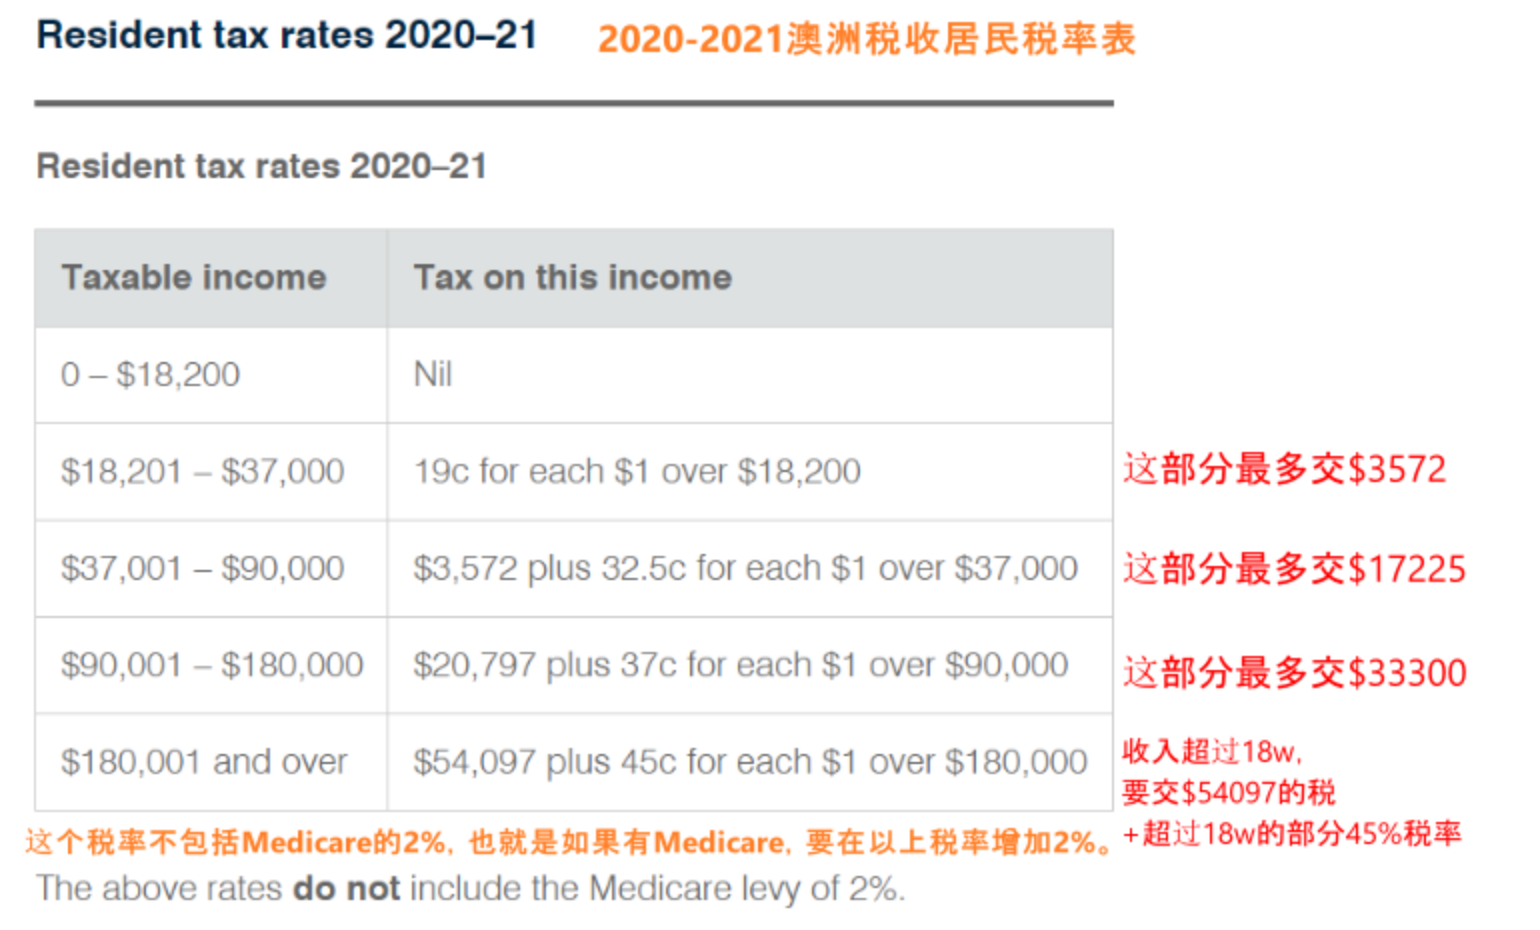 Resident tax rates 2020–21 2020-2021澳洲税收居民税率表
Resident tax rates 2020–21
Taxable income Tax on this income
0 – $18,200 Nil
$18,201 – $37,000 19c for each $1 over $18,200 这部分最多交$3572
$37,001 – $90,000 $3,572 plus 32.5c for each $1 over $37,000 这部分最多交$17225
$90,001 – $180,000 $20,797 plus 37c for each $1 over $90,000 这部分最多交$33300
$180,001 and over $54,097 plus 45c for each $1 over $180,000
收入超过18w,
要交$54097的税
+超过18w的部分45%税率
这个税率不包括Medicare的2%, 也就是如果有Medicare, 要在以上税率增加2%。
The above rates do not include the Medicare levy of 2%.